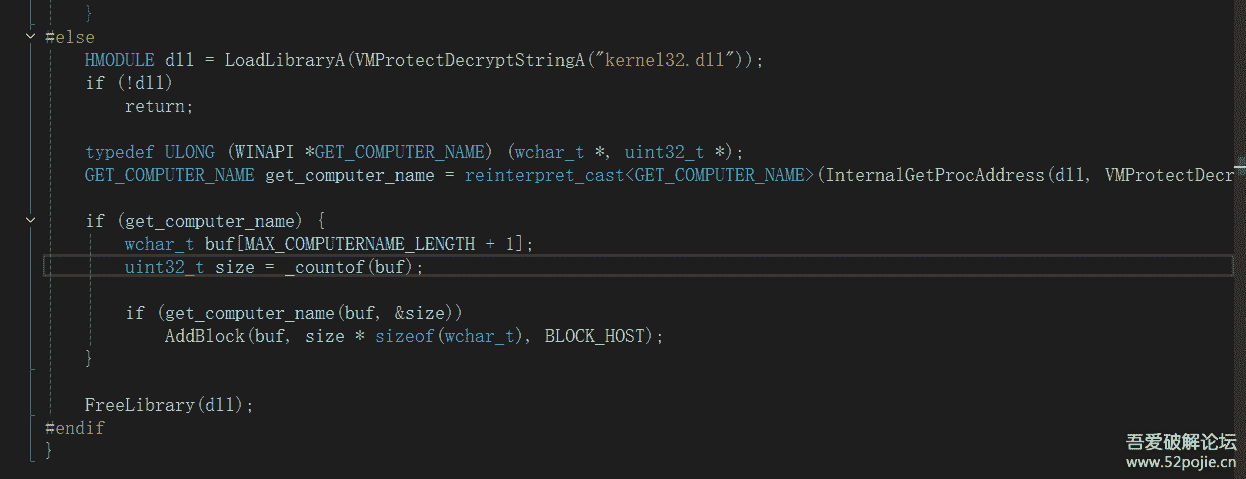 }
#else
HMODULE dll = LoadLibraryA(VMProtectDecryptStringA("kernel32.dll"));
if (!dll)
return;
typedef ULONG (WINAPI *GET_COMPUTER_NAME) (wchar_t *, uint32_t *);
GET_COMPUTER_NAME get_computer_name = reinterpret_cast<GET_COMPUTER_NAME>(InternalGetProcAddress(dll, VMProtectDecr
if (get_computer_name) {
wchar_t buf[MAX_COMPUTERNAME_LENGTH + 1];
uint32_t size = _countof(buf);
if (get_computer_name(buf, &size))
AddBlock(buf, size * sizeof(wchar_t), BLOCK_HOST);
}
FreeLibrary(dll);
#endif
}
吾爱破解论坛
www.52pojie.cn